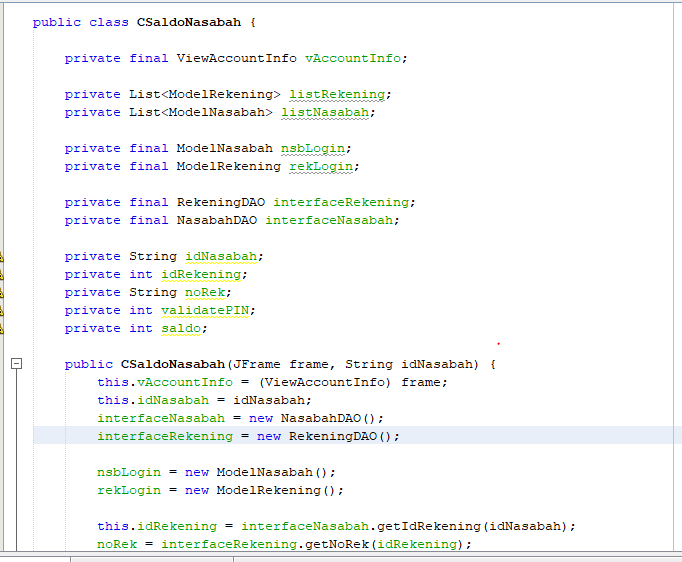 public class CSaldoNasabah {
private final ViewAccountInfo vAccountInfo;
private List<ModelRekening> listRekening;
private List<ModelNasabah> listNasabah;
private final ModelNasabah nsbLogin;
private final ModelRekening rekLogin;
private final RekeningDAO interfaceRekening;
private final NasabahDAO interfaceNasabah;
private String idNasabah;
private int idRekening;
private String noRek;
private int validatePIN;
private int saldo;
public CSaldoNasabah(JFrame frame, String idNasabah) {
this.vAccountInfo = (ViewAccountInfo) frame;
this.idNasabah = idNasabah;
interfaceNasabah = new NasabahDAO();
interfaceRekening = new RekeningDAO();
nsbLogin = new ModelNasabah();
rekLogin = new ModelRekening();
this.idRekening = interfaceNasabah.getIdRekening(idNasabah);
noRek = interfaceRekening.getNoRek(idRekening);